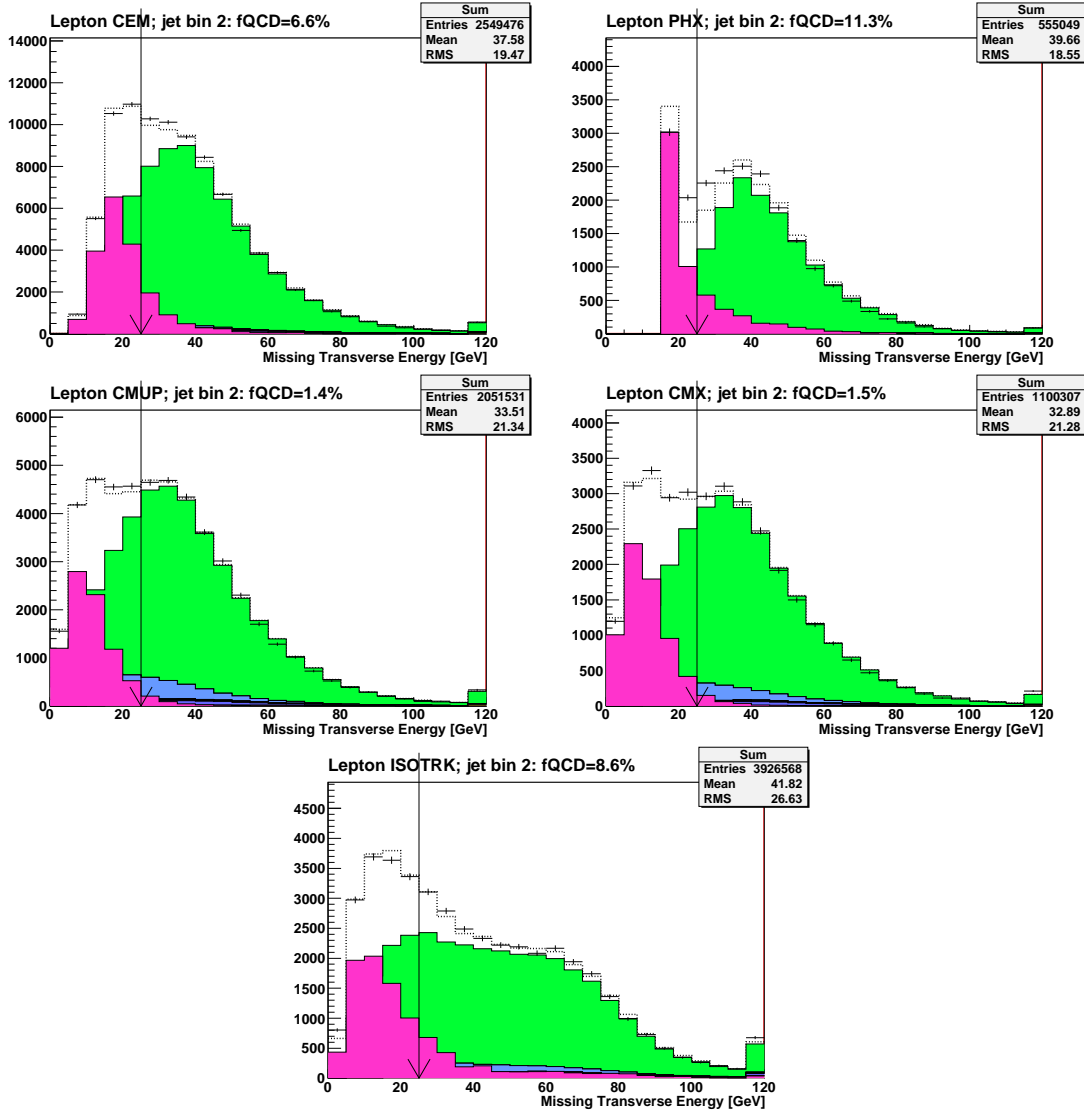 Lepton CEM; jet bin 2: fQCD=6.6%
Sum
Entries 2549476
Mean 37.58
RMS 19.47
14000
12000
10000
8000
6000
4000
2000
0
0 20 40 60 80 100 120
Missing Transverse Energy [GeV]
Lepton PHX; jet bin 2: fQCD=11.3%
Sum
Entries 555049
Mean 39.66
RMS 18.55
4000
3500
3000
2500
2000
1500
1000
500
0
0 20 40 60 80 100 120
Missing Transverse Energy [GeV]
Lepton CMUP; jet bin 2: fQCD=1.4%
Sum
Entries 2051531
Mean 33.51
RMS 21.34
6000
5000
4000
3000
2000
1000
0
0 20 40 60 80 100 120
Missing Transverse Energy [GeV]
Lepton CMX; jet bin 2: fQCD=1.5%
Sum
Entries 1100307
Mean 32.89
RMS 21.28
4000
3500
3000
2500
2000
1500
1000
500
0
0 20 40 60 80 100 120
Missing Transverse Energy [GeV]
Lepton ISOTRK; jet bin 2: fQCD=8.6%
Sum
Entries 3926568
Mean 41.82
RMS 26.63
4500
4000
3500
3000
2500
2000
1500
1000
500
0
0 20 40 60 80 100 120
Missing Transverse Energy [GeV]